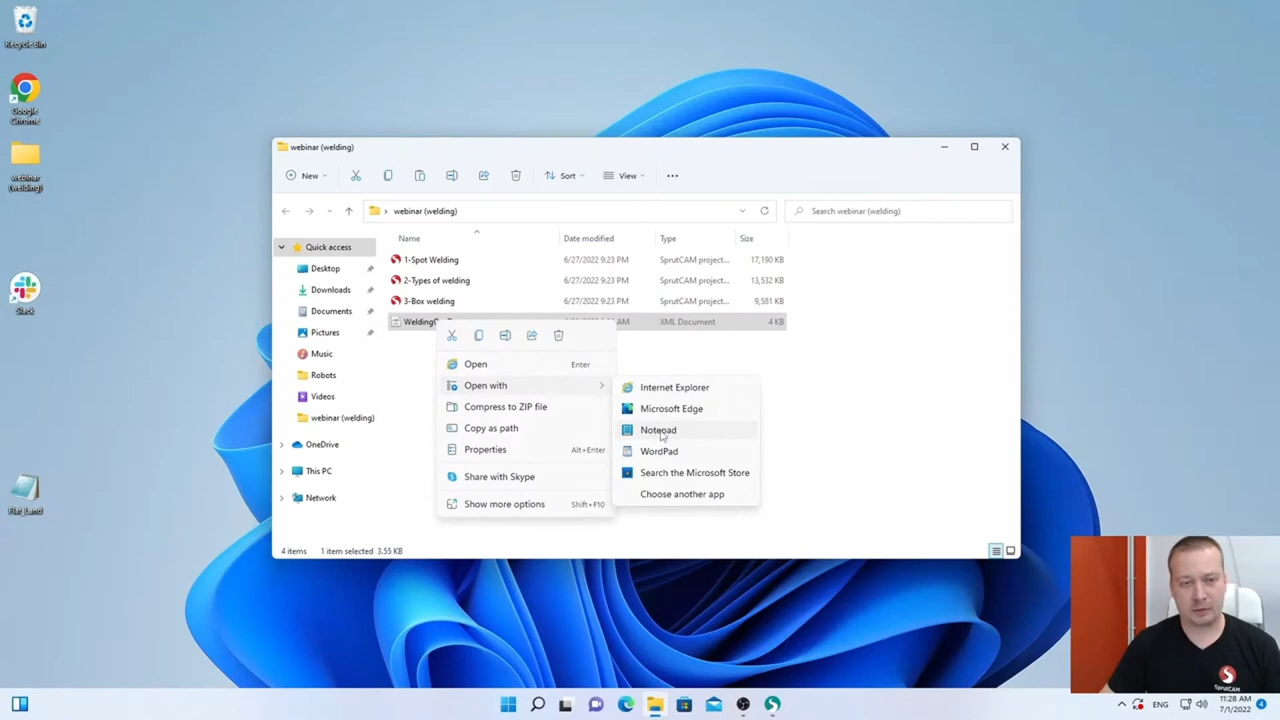 Recycle Bin
Google
Chrome
webinar
(welding)
Slack
Flat_Land
webinar (welding)
New
Sort
View
webinar (welding)
Search webinar (welding)
Name
Date modified
Type
Size
Quick access
Desktop
Downloads
Documents
Pictures
Music
Robots
Videos
webinar (welding)
OneDrive
This PC
Network
1-Spot Welding
6/27/2022 9:23 PM
SprutCAM project...
17,190 KB
2-Types of welding
6/27/2022 9:23 PM
SprutCAM project...
13,532 KB
3-Box welding
6/27/2022 9:23 PM
SprutCAM project...
9,581 KB
AM
XML Document
4 KB
Open
Enter
Open with
Compress to ZIP file
Copy as path
Properties
Alt+Enter
Share with Skype
Show more options
Shift+F10
Internet Explorer
Microsoft Edge
Notepad
WordPad
Search the Microsoft Store
Choose another app
4 items
1 item selected
3.55 KB
SprutCAM
ENG
11:28 AM
7/1/2022
4